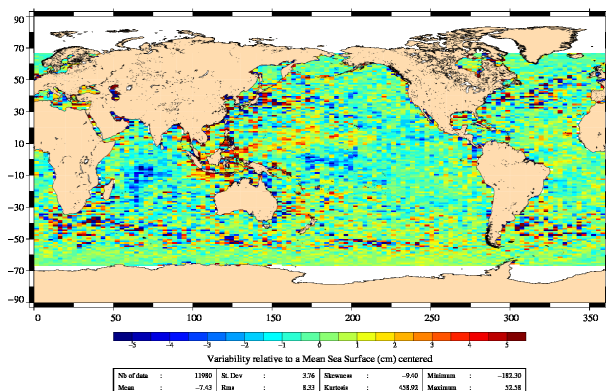 90
70
50
30
10
−10
−30
−50
−70
−90
0 50 100 150 200 250 300 350
−5 −4 −3 −2 −1 0 1 2 3 4 5
Variability relative to a Mean Sea Surface (cm) centered
Nb of data : 11980 St. Dev : 3.76 Skewness : −9.40 Minimum : −182.30
Mean : −7.43 Rms : 8.33 Kurtosis : 458.92 Maximum : 52.58